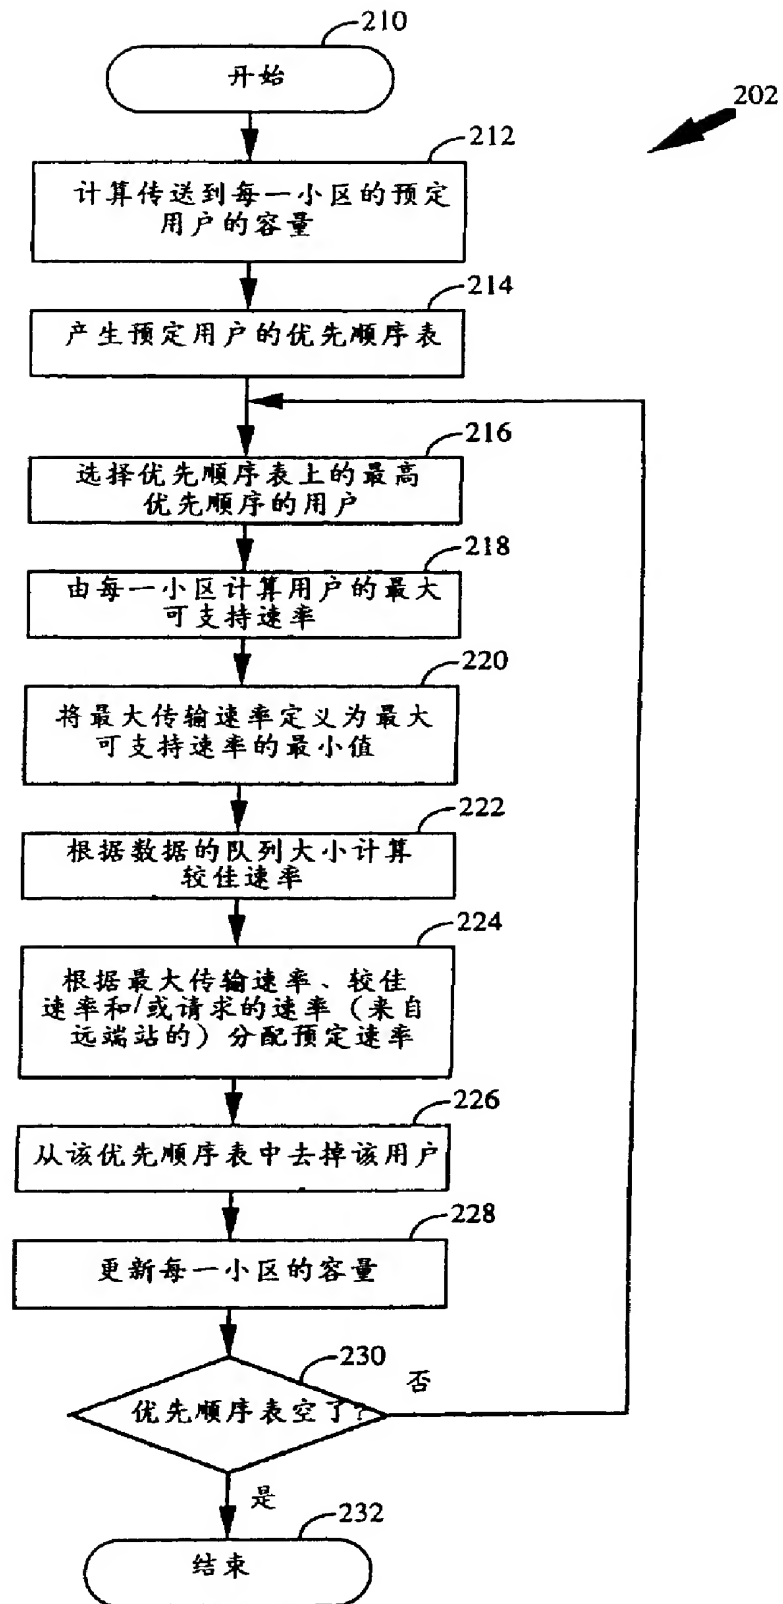 210
开始
202
212
计算传送到每一小区的预定
用户的容量
214
产生预定用户的优先顺序表
216
选择优先顺序表上的最高
优先顺序的用户
218
由每一小区计算用户的最大
可支持速率
220
将最大传输速率定义为最大
可支持速率的最小值
222
根据数据的队列大小计算
较佳速率
224
根据最大传输速率、较佳
速率和/或请求的速率（来自
远端站的）分配预定速率
226
从该优先顺序表中去掉该用户
228
更新每一小区的容量
230
否
优先顺序表空了?
是
232
结束